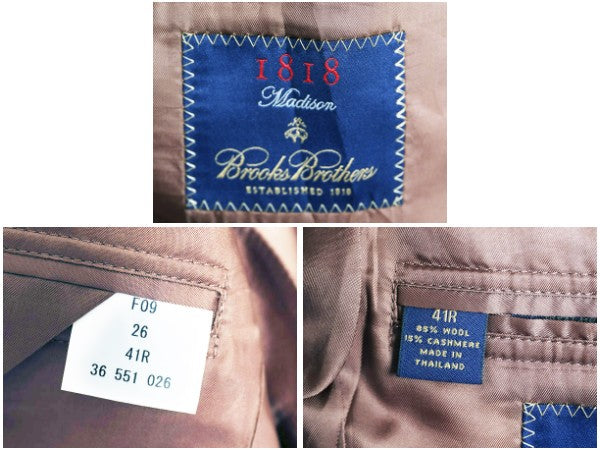 1818
Madison
Brooks Brothers
ESTABLISHED 1818
F09
26
41R
36 551 026
41R
85% WOOL
15% CASHMERE
MADE IN
THAILAND